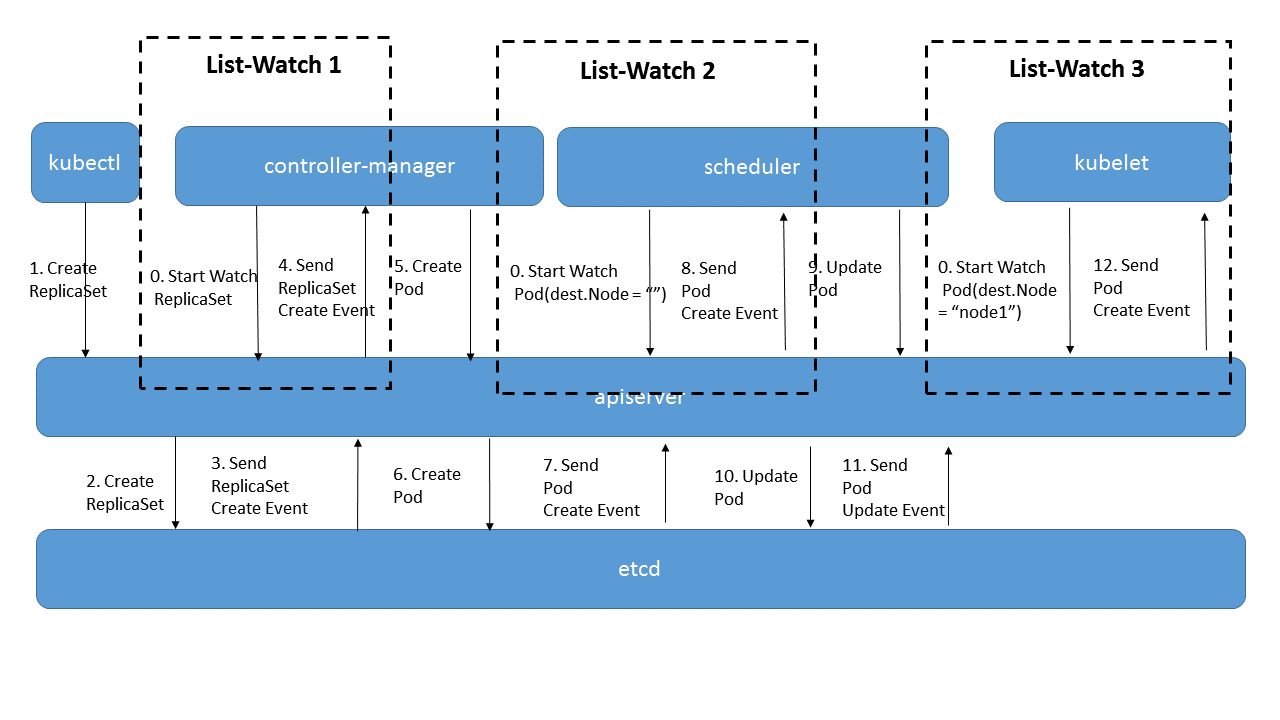 List-Watch 1
List-Watch 2
List-Watch 3
kubectl
controller-manager
scheduler
kubelet
1. Create
ReplicaSet
0. Start Watch
ReplicaSet
4. Send
ReplicaSet
Create Event
5. Create
Pod
0. Start Watch
Pod(dest.Node = “”)
8. Send
Pod
Create Event
9. Update
Pod
0. Start Watch
Pod(dest.Node
= “node1”)
12. Send
Pod
Create Event
apiserver
2. Create
ReplicaSet
3. Send
ReplicaSet
Create Event
6. Create
Pod
7. Send
Pod
Create Event
10. Update
Pod
11. Send
Pod
Update Event
etcd